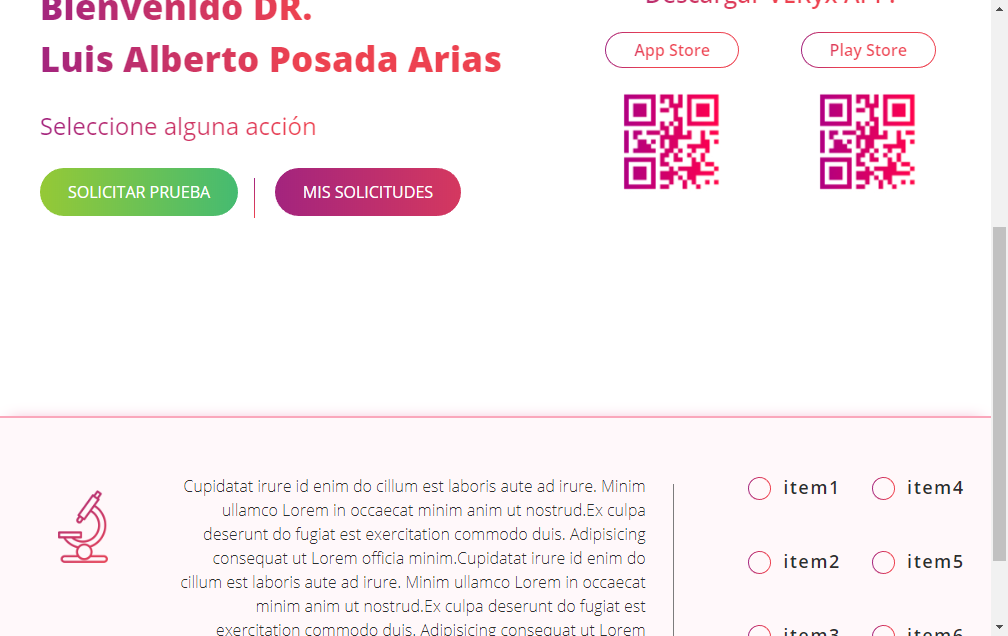 Bienvenido DR.
Luis Alberto Posada Arias
Seleccione alguna acción
SOLICITAR PRUEBA
MIS SOLICITUDES
Descargar VERyx APP?
App Store
Play Store
Cupidatat irure id enim do cillum est laboris aute ad irure. Minim
ullamco Lorem in occaecat minim anim ut nostrud.Ex culpa
deserunt do fugiat est exercitation commodo duis. Adipisicing
consequat ut Lorem officia minim.Cupidatat irure id enim do
cillum est laboris aute ad irure. Minim ullamco Lorem in occaecat
minim anim ut nostrud.Ex culpa deserunt do fugiat est
exercitation commodo duis. Adipisicing consequat ut Lorem
item1
item4
item2
item5
item3
item6